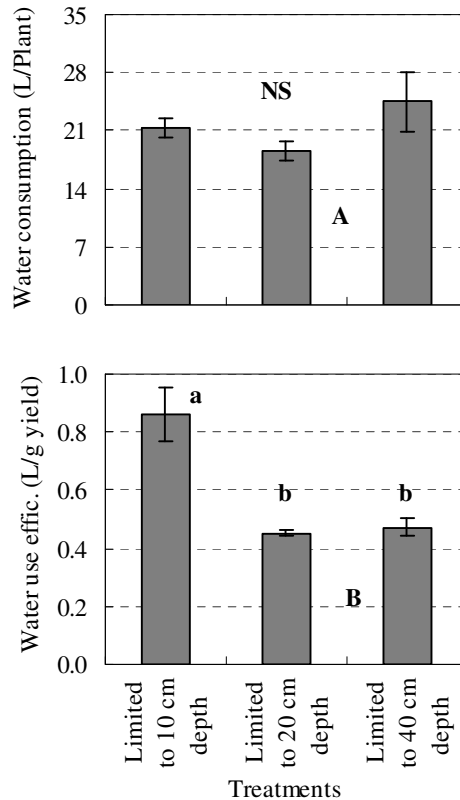 Water consumption (L/Plant)
35
28
21
14
7
0
NS
A
Water use effic. (L/g yield)
1.0
0.8
0.6
0.4
0.2
0.0
a
b
b
B
Limited
to 10 cm
depth
Limited
to 20 cm
depth
Limited
to 40 cm
depth
Treatments